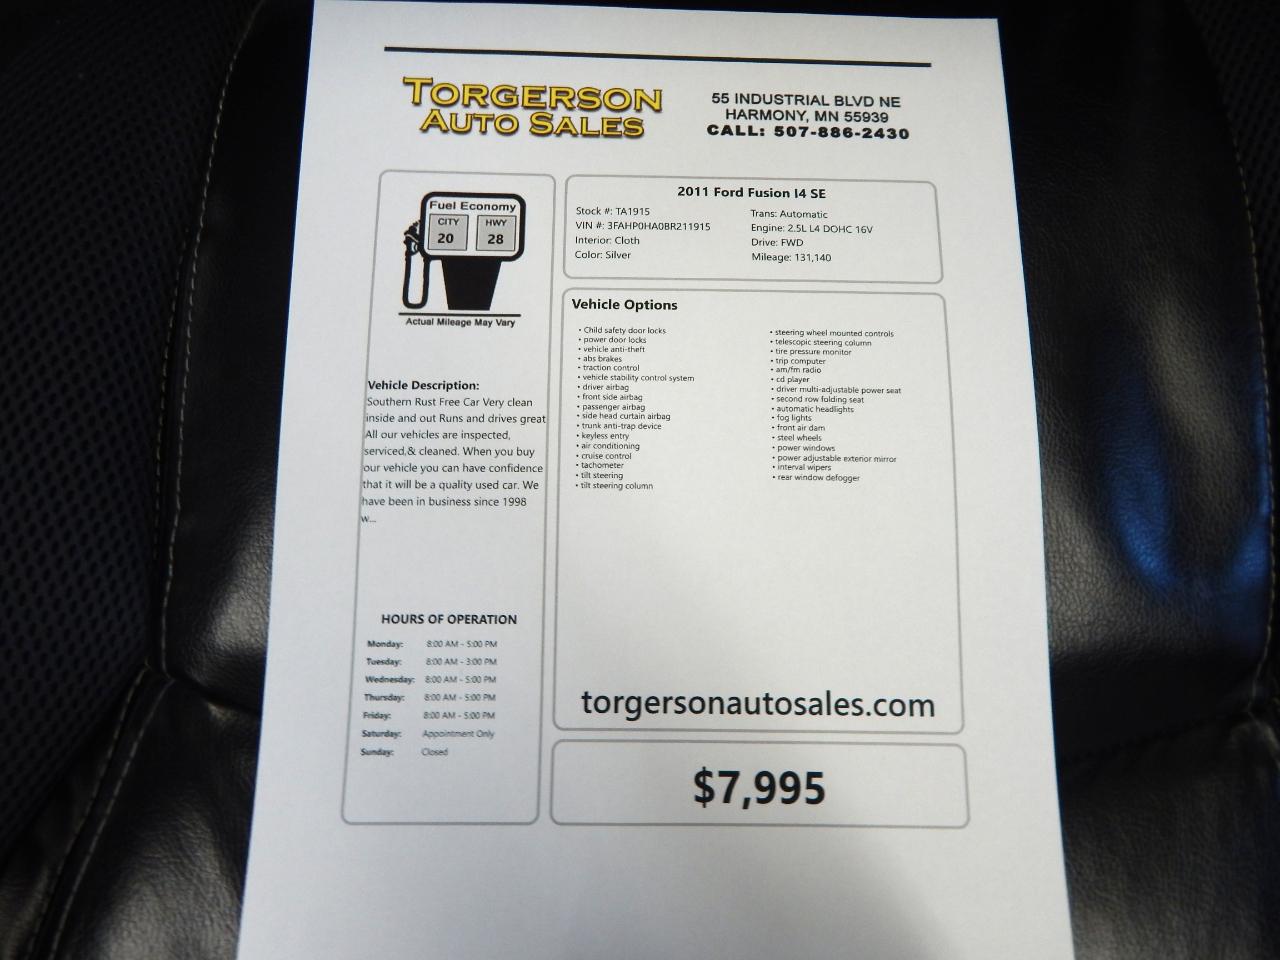 TORGERSON
AUTO SALES
55 INDUSTRIAL BLVD NE
HARMONY, MN 55939
CALL: 507-886-2430
Fuel Economy
CITY
20
HWY
28
Actual Mileage May Vary
Vehicle Description:
Southern Rust Free Car Very clean
inside and out Runs and drives great
All our vehicles are inspected,
serviced,& cleaned. When you buy
our vehicle you can have confidence
that it will be a quality used car. We
have been in business since 1998
w...
HOURS OF OPERATION
Monday: 8:00 AM - 5:00 PM
Tuesday: 8:00 AM - 3:00 PM
Wednesday: 8:00 AM - 5:00 PM
Thursday: 8:00 AM - 5:00 PM
Friday: 8:00 AM - 5:00 PM
Saturday: Appointment Only
Sunday: Closed
2011 Ford Fusion I4 SE
Stock #: TA1915
VIN #: 3FAHP0HA0BR211915
Interior: Cloth
Color: Silver
Trans: Automatic
Engine: 2.5L L4 DOHC 16V
Drive: FWD
Mileage: 131,140
Vehicle Options
• Child safety door locks
• power door locks
• vehicle anti-theft
• abs brakes
• traction control
• vehicle stability control system
• driver airbag
• front side airbag
• passenger airbag
• side head curtain airbag
• trunk anti-trap device
• keyless entry
• air conditioning
• cruise control
• tachometer
• tilt steering
• tilt steering column
• steering wheel mounted controls
• telescopic steering column
• tire pressure monitor
• trip computer
• am/fm radio
• cd player
• driver multi-adjustable power seat
• second row folding seat
• automatic headlights
• fog lights
• front air dam
• steel wheels
• power windows
• power adjustable exterior mirror
• interval wipers
• rear window defogger
torgersonautosales.com
$7,995